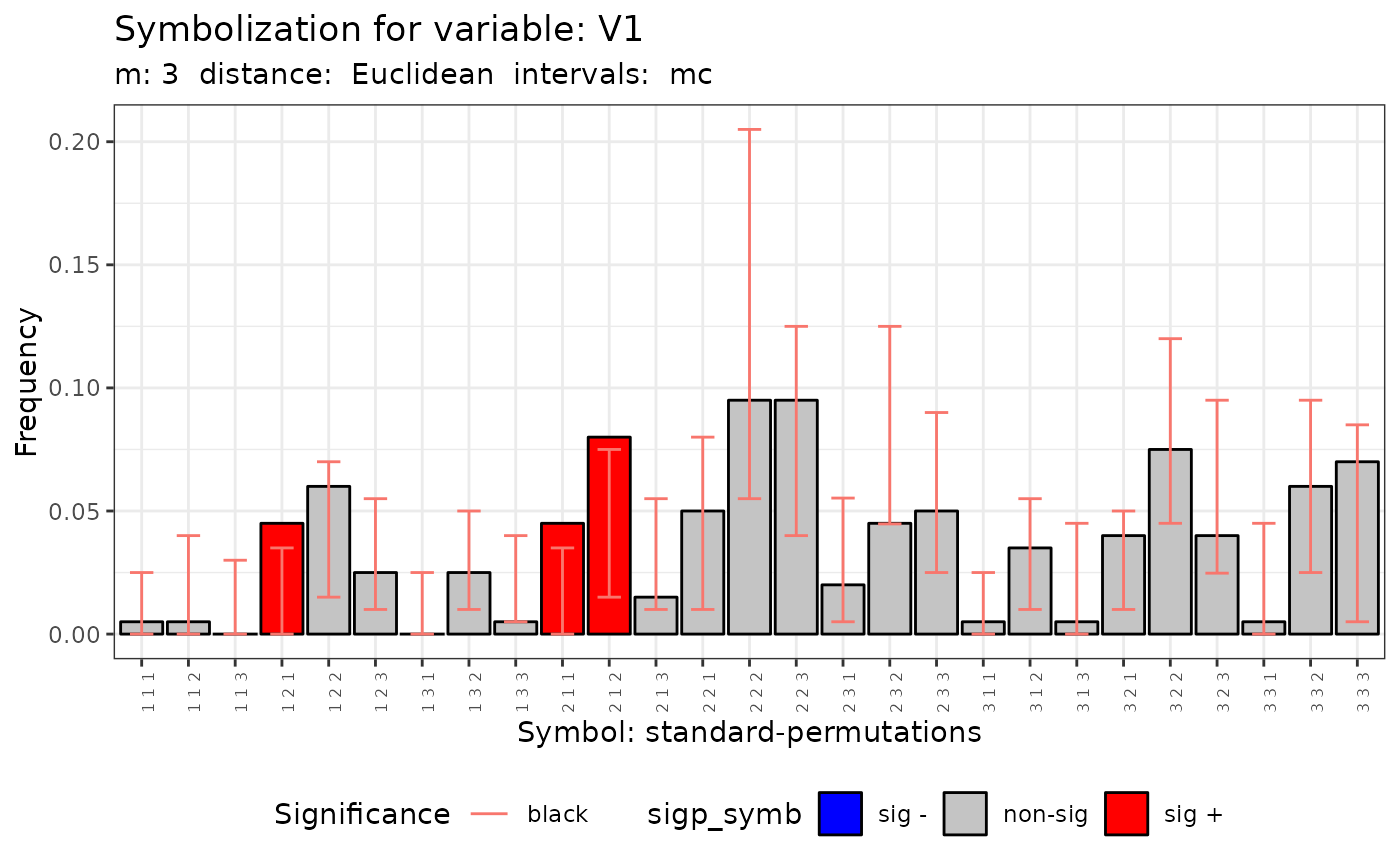 Symbolization for variable: V1
m: 3 distance: Euclidean intervals: mc
Frequency
0.20
0.15
0.10
0.05
0.00
1 1 1
1 1 2
1 1 3
1 2 1
1 2 2
1 2 3
1 3 1
1 3 2
1 3 3
2 1 1
2 1 2
2 1 3
2 2 1
2 2 2
2 2 3
2 3 1
2 3 2
2 3 3
3 1 1
3 1 2
3 1 3
3 2 1
3 2 2
3 2 3
3 3 1
3 3 2
3 3 3
Symbol: standard-permutations
Significance black sigp_symb sig - non-sig sig +